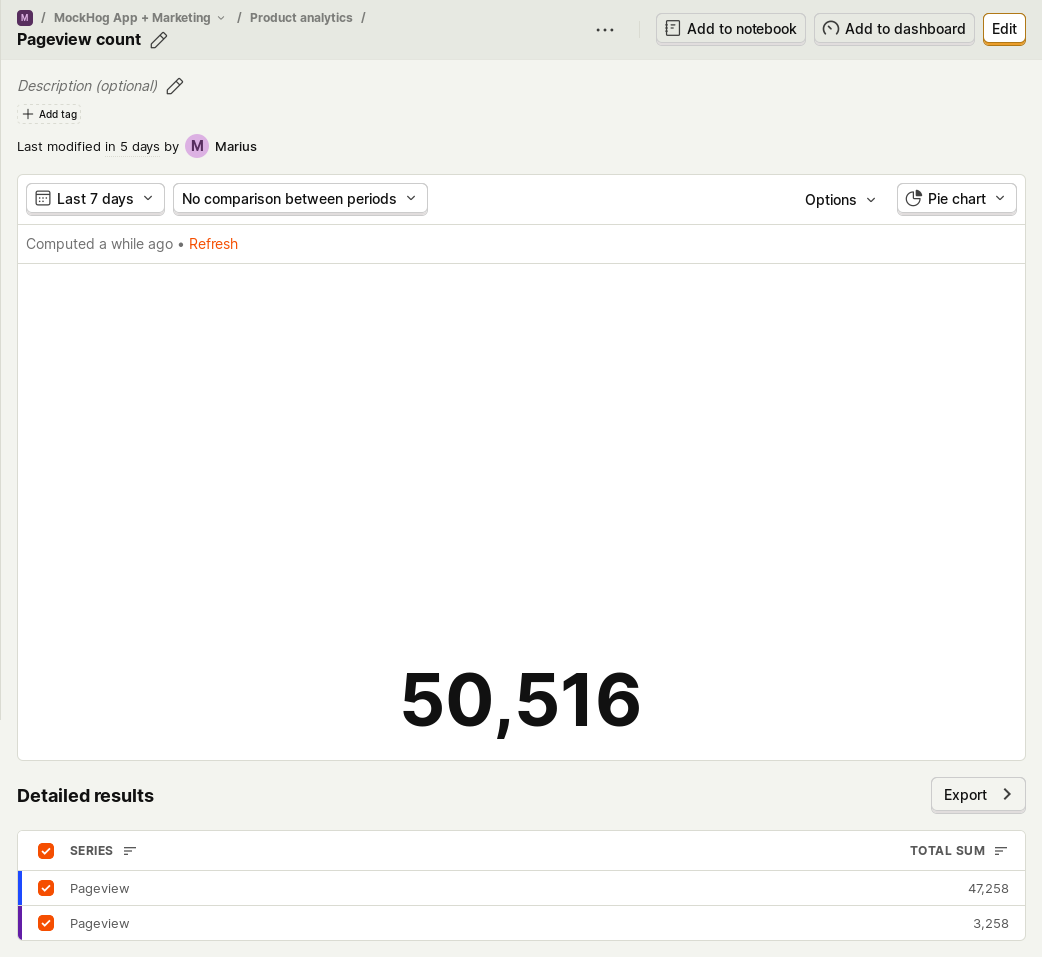 M / MockHog App + Marketing / Product analytics /
Pageview count
Add to notebook
Add to dashboard
Edit
Description (optional)
Add tag
Last modified in 5 days by M Marius
Last 7 days
No comparison between periods
Options
Pie chart
Computed a while ago • Refresh
50,516
Detailed results
Export
SERIES TOTAL SUM
Pageview 47,258
Pageview 3,258